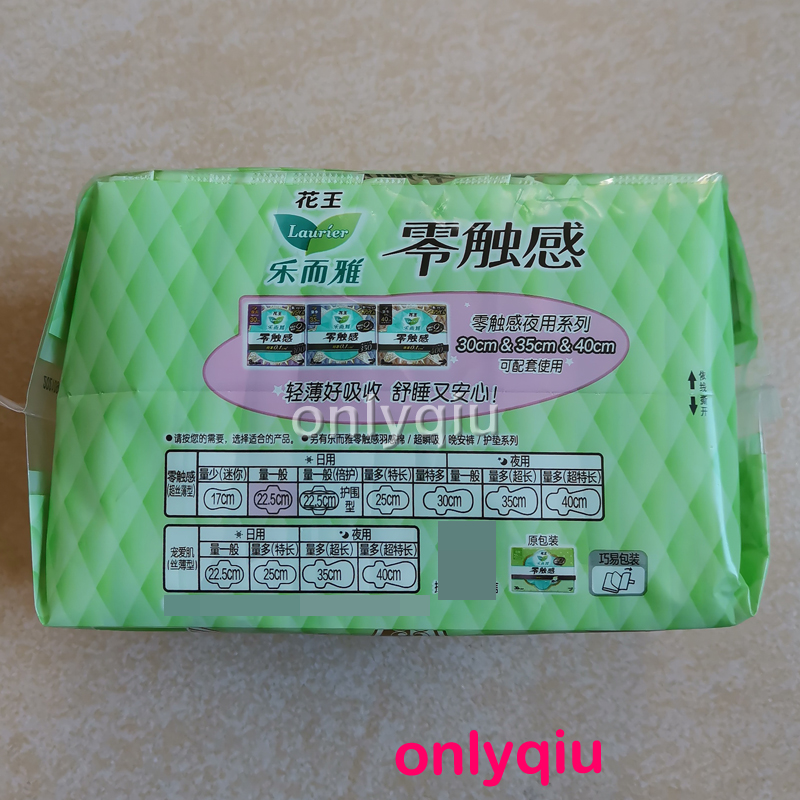 花王
Laurier
乐而雅
零触感
零触感夜用系列
30cm & 35cm & 40cm
可配套使用
轻薄好吸收 舒睡又安心!
onlyqiu
●请按您的需要，选择适合的产品。●另有乐而雅零触感羽感棉/超瞬吸/晚安裤/护垫系列
零触感
(超丝薄型)
日用
夜用
量少(迷你) 量一般 量一般(倍护) 量多(特长) 量特多 量一般 量多(超长) 量多(超特长)
17cm 22.5cm 22.5cm 护围型 25cm 30cm 35cm 40cm
宠爱肌
(丝薄型)
日用
夜用
量一般 量多(特长) 量多(超长) 量多(超特长)
22.5cm 25cm 35cm 40cm
原包装
零触感
巧易包装
onlyqiu